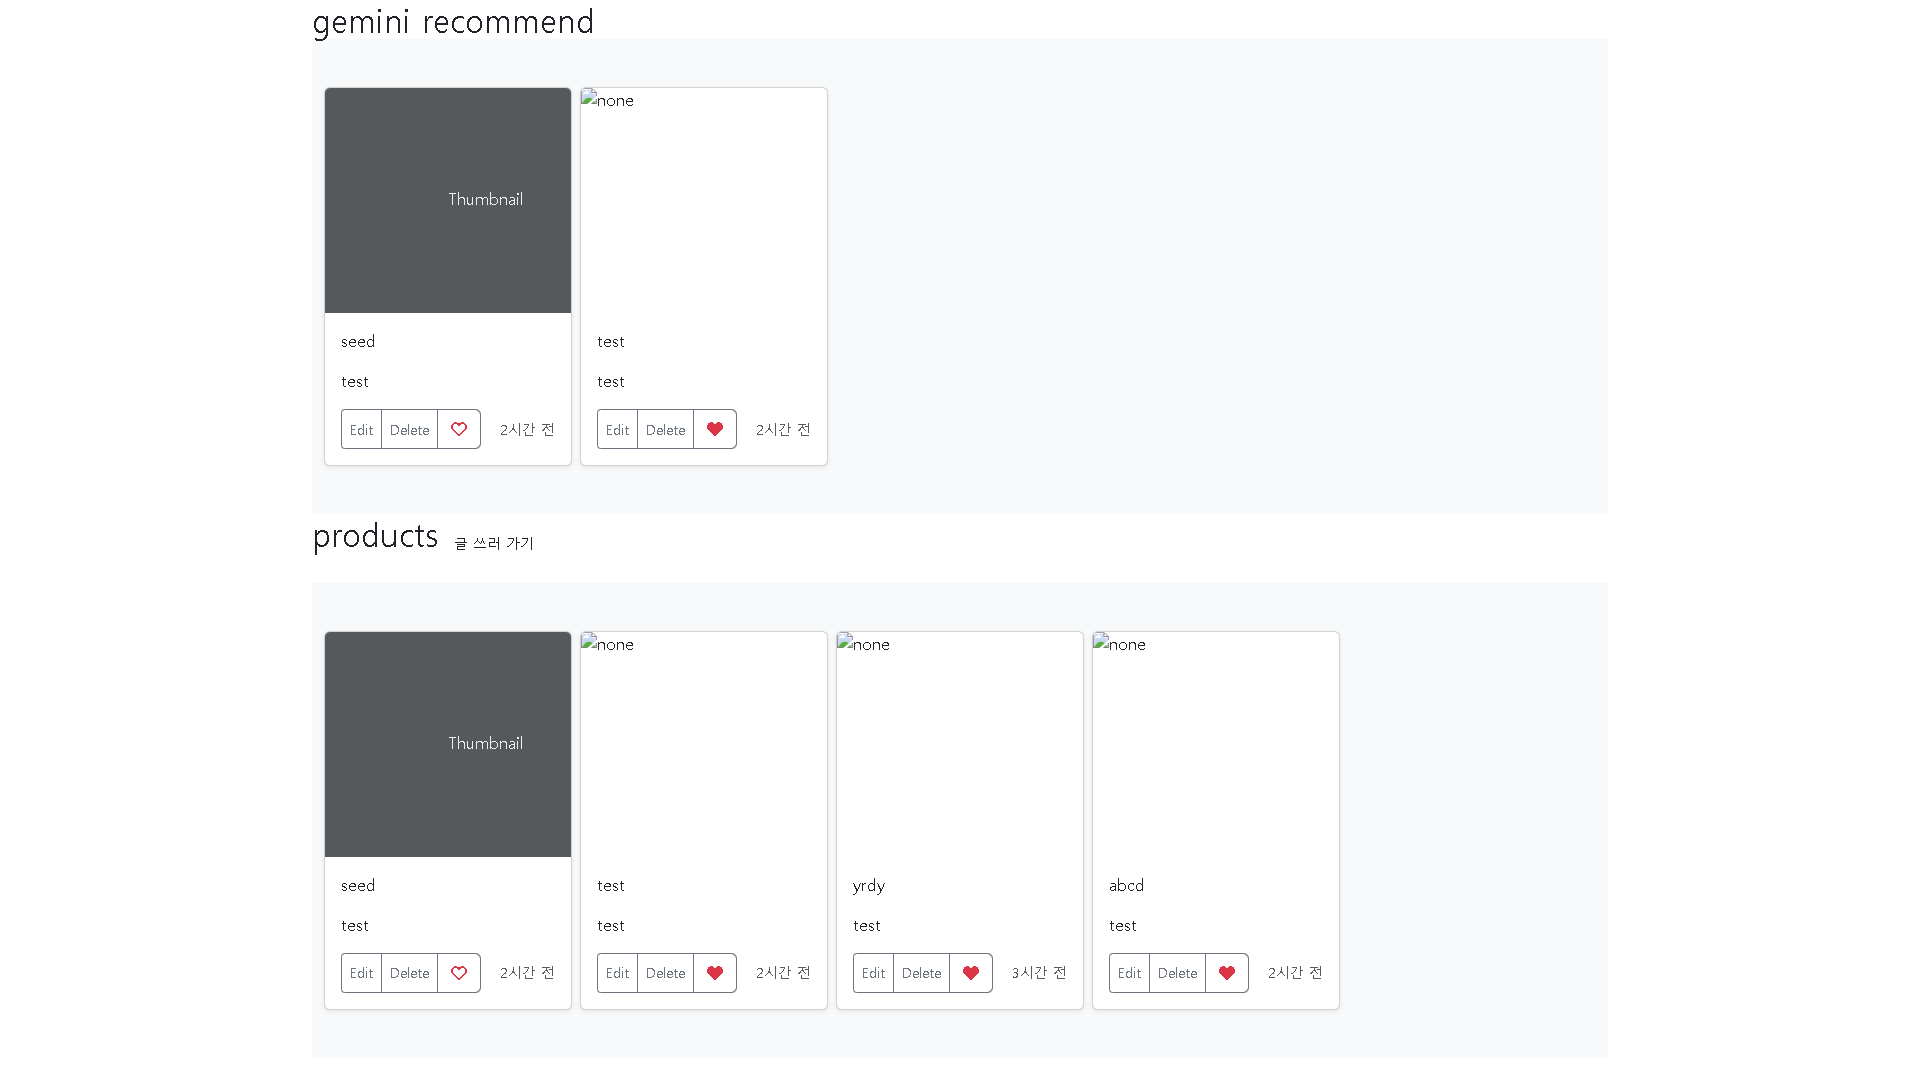 gemini recommend
Thumbnail
none
seed
test
test
test
Edit Delete 2시간 전
Edit Delete 2시간 전
products 글 쓰러 가기
Thumbnail
none
none
none
seed
test
yrdy
abcd
test
test
test
test
Edit Delete 2시간 전
Edit Delete 2시간 전
Edit Delete 3시간 전
Edit Delete 2시간 전